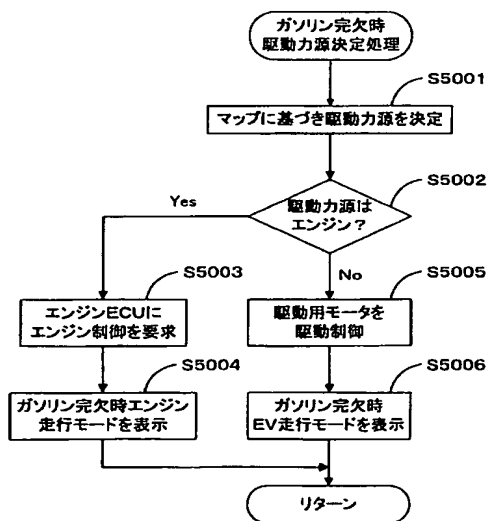 ガソリン完欠時
駆動力源決定処理
S5001
マップに基づき駆動力源を決定
S5002
駆動力源は
エンジン?
Yes
No
S5003
エンジンECUに
エンジン制御を要求
S5005
駆動用モータを
駆動制御
S5004
ガソリン完欠時エンジン
走行モードを表示
S5006
ガソリン完欠時
EV走行モードを表示
リターン